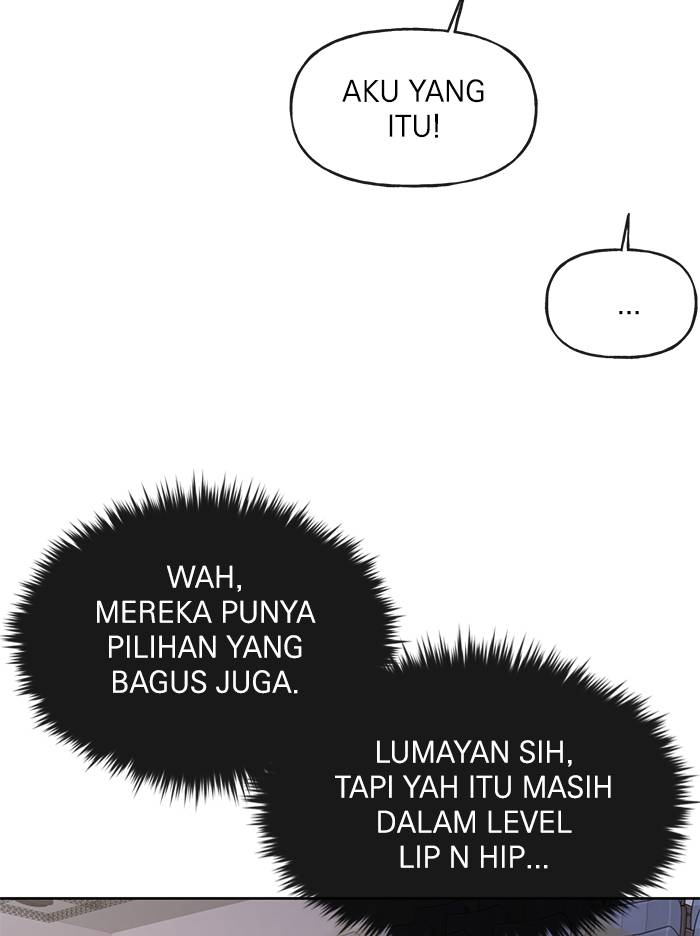 AKU YANG
ITU!
...
WAH,
MEREKA PUNYA
PILIHAN YANG
BAGUS JUGA.
LUMAYAN SIH,
TAPI YAH ITU MASIH
DALAM LEVEL
LIP N HIP...